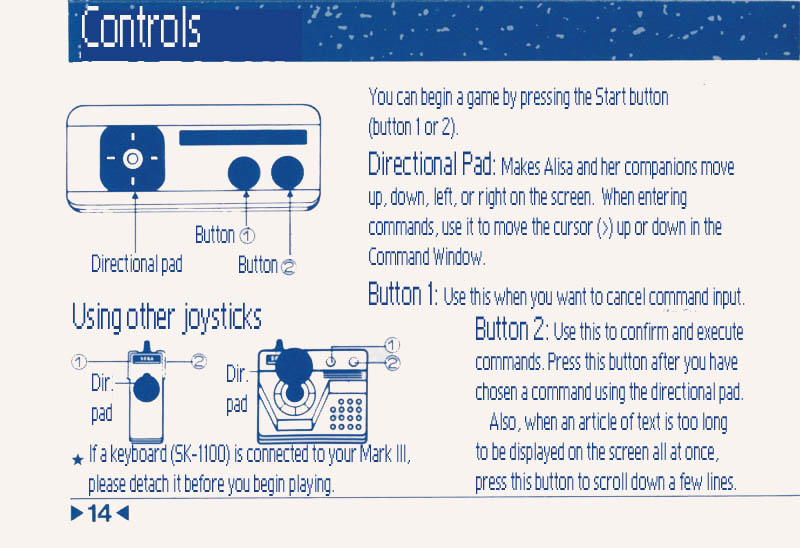 Controls
You can begin a game by pressing the Start button
(button 1 or 2).
Directional Pad: Makes Alisa and her companions move
up, down, left, or right on the screen. When entering
commands, use it to move the cursor (>) up or down in the
Command Window.
Button 1: Use this when you want to cancel command input.
Button 2: Use this to confirm and execute
commands. Press this button after you have
chosen a command using the directional pad.
Also, when an article of text is too long
to be displayed on the screen all at once,
press this button to scroll down a few lines.
Button ①
Directional pad
Button ②
Using other joysticks
①
SEGA
②
Dir.
pad
①
②
Dir.
pad
★ If a keyboard (SK-1100) is connected to your Mark III,
please detach it before you begin playing.
▶14◀